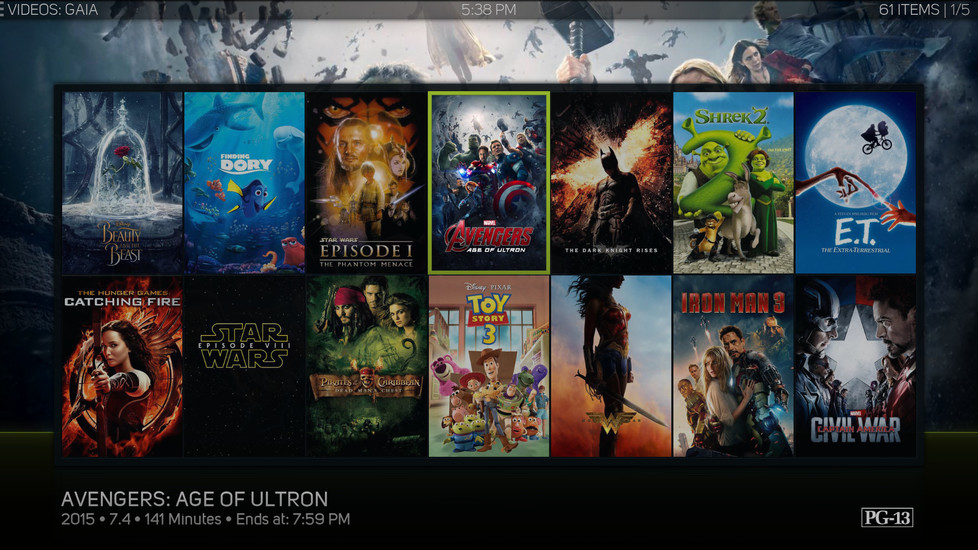 VIDEOS: GAIA
5:38 PM
61 ITEMS | 1/5
BEAUTY
AND THE
BEAST
FINDING
DORY
STAR WARS
EPISODE I
THE PHANTOM MENACE
MARVEL
AVENGERS
AGE OF ULTRON
THE DARK KNIGHT RISES
SHREK 2
E.T.
THE EXTRA-TERRESTRIAL
THE HUNGER GAMES
CATCHING FIRE
STAR
EPISODE VIII
WARS
PIRATES of the CARIBBEAN
DEAD MAN'S CHEST
Disney • PIXAR
TOY
STORY
3
W
IRON MAN 3
MARVEL
CAPTAIN AMERICA
CIVIL WAR
AVENGERS: AGE OF ULTRON
2015 • 7.4 • 141 Minutes • Ends at: 7:59 PM
PG-13